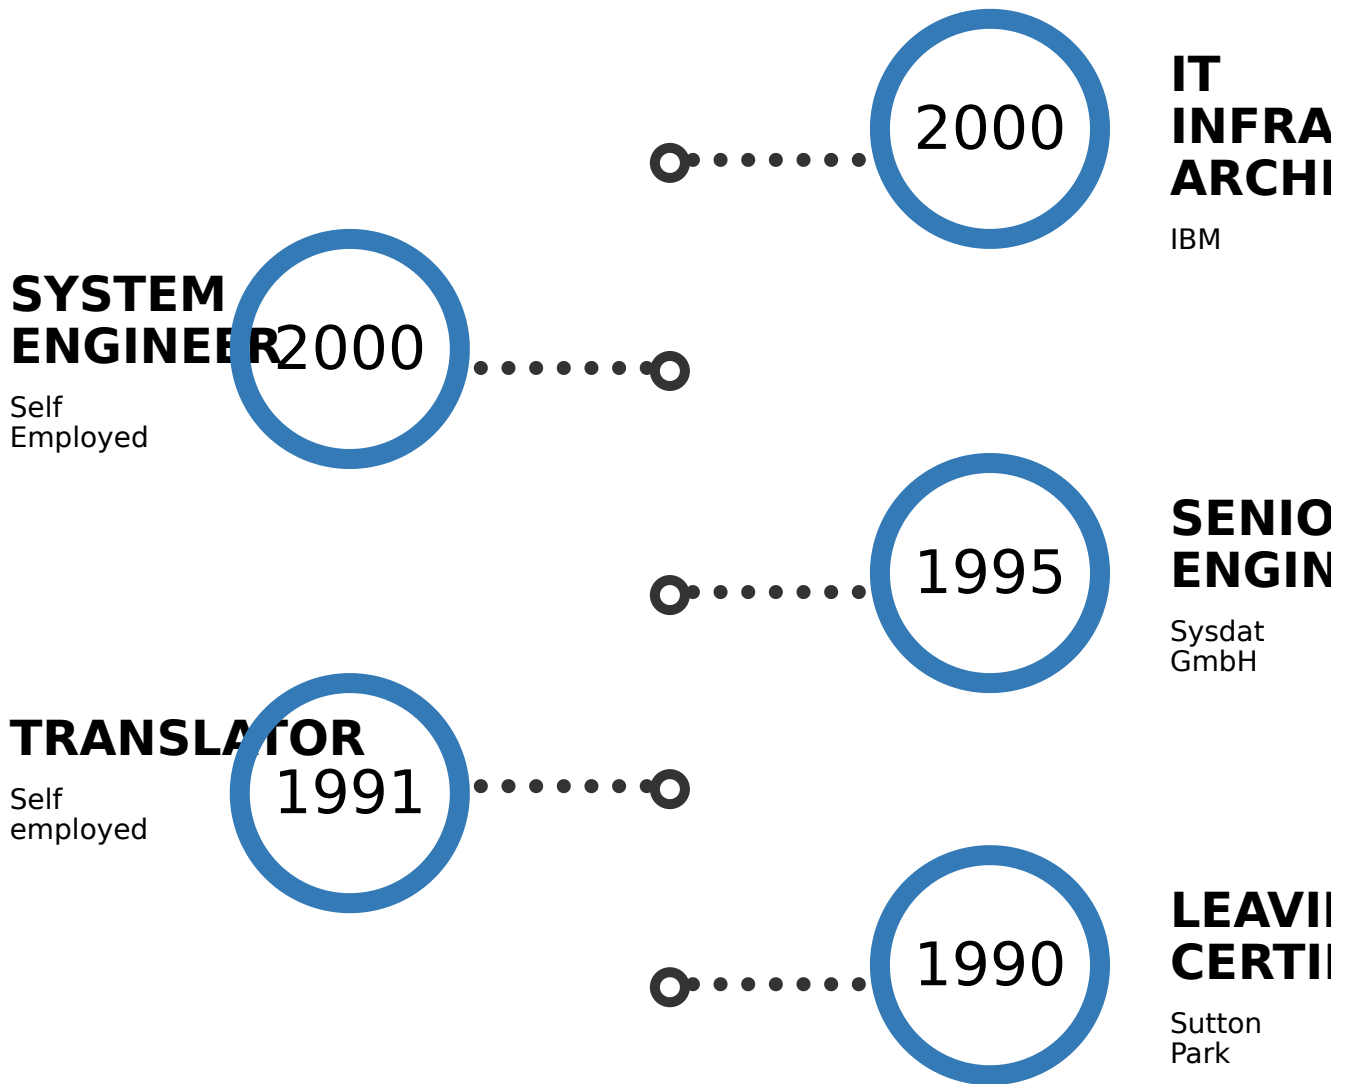 2000
IT
INFRA
ARCHI
IBM
SYSTEM
ENGINEER
2000
Self
Employed
1995
SENIO
ENGIN
Sysdat
GmbH
TRANSLATOR
1991
Self
employed
1990
LEAVI
CERTI
Sutton
Park